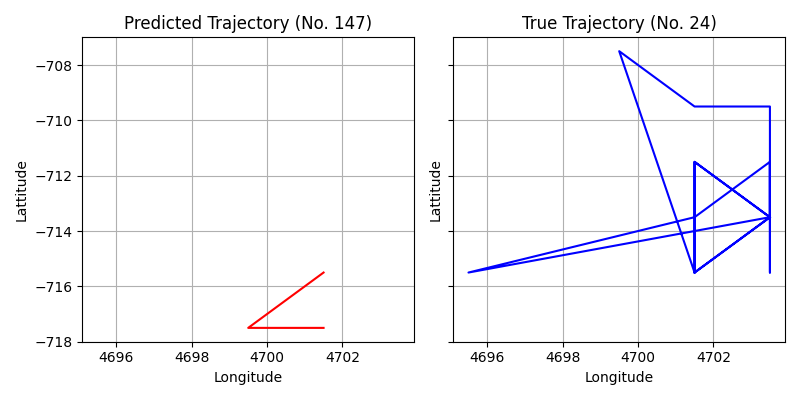 Predicted Trajectory (No. 147)
True Trajectory (No. 24)
−708
−710
−712
−714
−716
−718
Lattitude
Lattitude
4696
4698
4700
4702
4696
4698
4700
4702
Longitude
Longitude